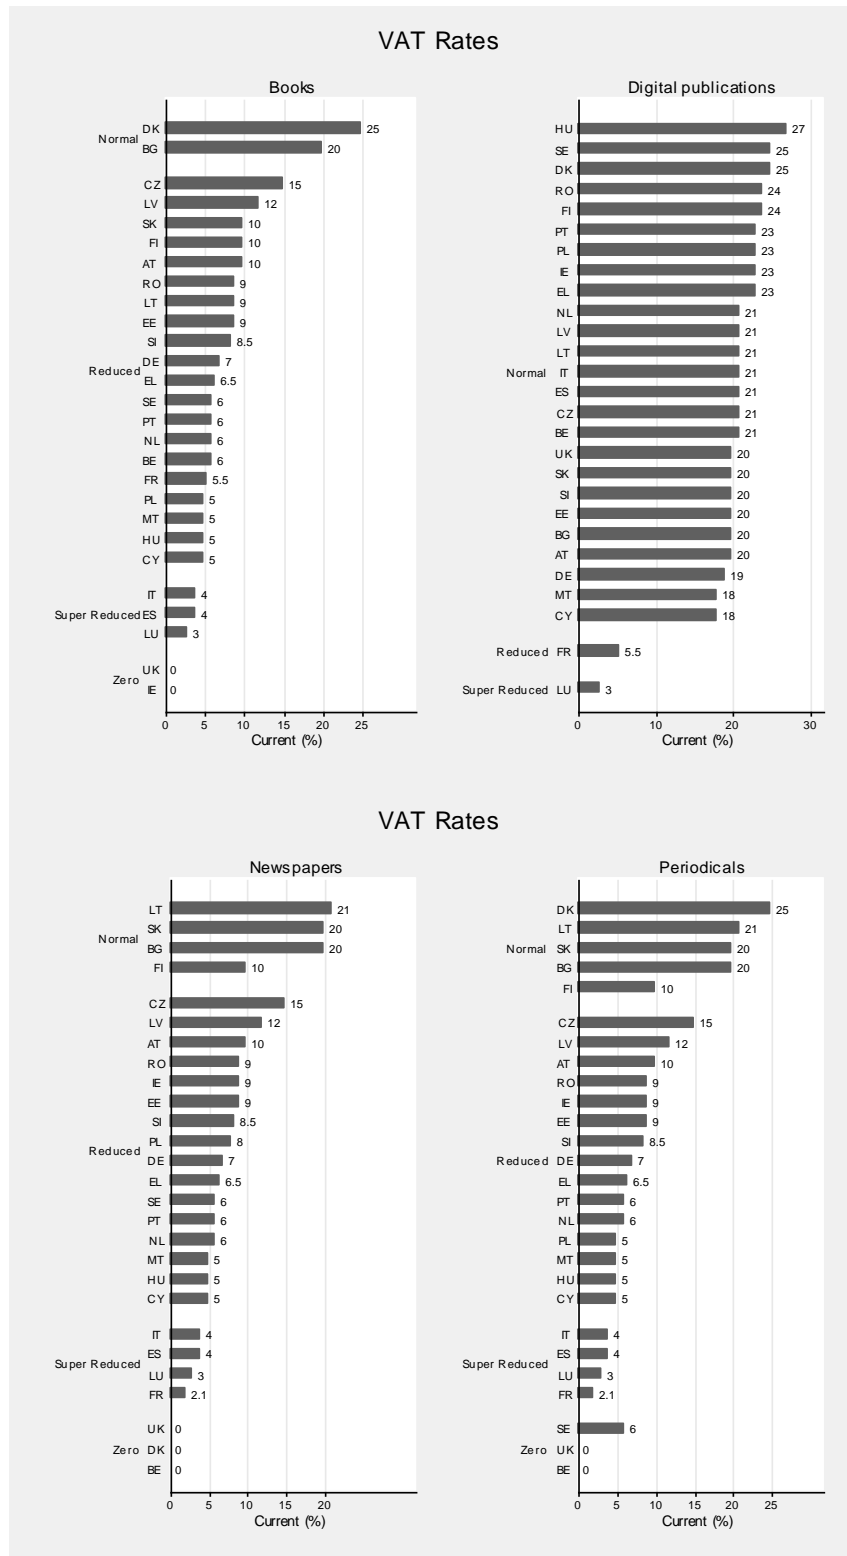 VAT Rates
Books
Normal
DK 25
BG 20
Reduced
CZ 15
LV 12
SK 10
FI 10
AT 10
RO 9
LT 9
EE 9
SI 8.5
DE 7
EL 6.5
SE 6
PT 6
NL 6
BE 6
FR 5.5
PL 5
MT 5
HU 5
CY 5
Super Reduced
IT 4
ES 4
LU 3
Zero
UK 0
IE 0
0 5 10 15 20 25
Current (%)
Digital publications
Normal
HU 27
SE 25
DK 25
RO 24
FI 24
PT 23
PL 23
IE 23
EL 23
NL 21
LV 21
LT 21
IT 21
ES 21
CZ 21
BE 21
UK 20
SK 20
SI 20
EE 20
BG 20
AT 20
DE 19
MT 18
CY 18
Reduced FR 5.5
Super Reduced LU 3
0 10 20 30
Current (%)
VAT Rates
Newspapers
Normal
LT 21
SK 20
BG 20
FI 10
Reduced
CZ 15
LV 12
AT 10
RO 9
IE 9
EE 9
SI 8.5
PL 8
DE 7
EL 6.5
SE 6
PT 6
NL 6
MT 5
HU 5
CY 5
Super Reduced
IT 4
ES 4
LU 3
FR 2.1
Zero
UK 0
DK 0
BE 0
0 5 10 15 20
Current (%)
Periodicals
Normal
DK 25
LT 21
SK 20
BG 20
FI 10
Reduced
CZ 15
LV 12
AT 10
RO 9
IE 9
EE 9
SI 8.5
DE 7
EL 6.5
PT 6
NL 6
PL 5
MT 5
HU 5
CY 5
Super Reduced
IT 4
ES 4
LU 3
FR 2.1
Zero
SE 6
UK 0
BE 0
0 5 10 15 20 25
Current (%)